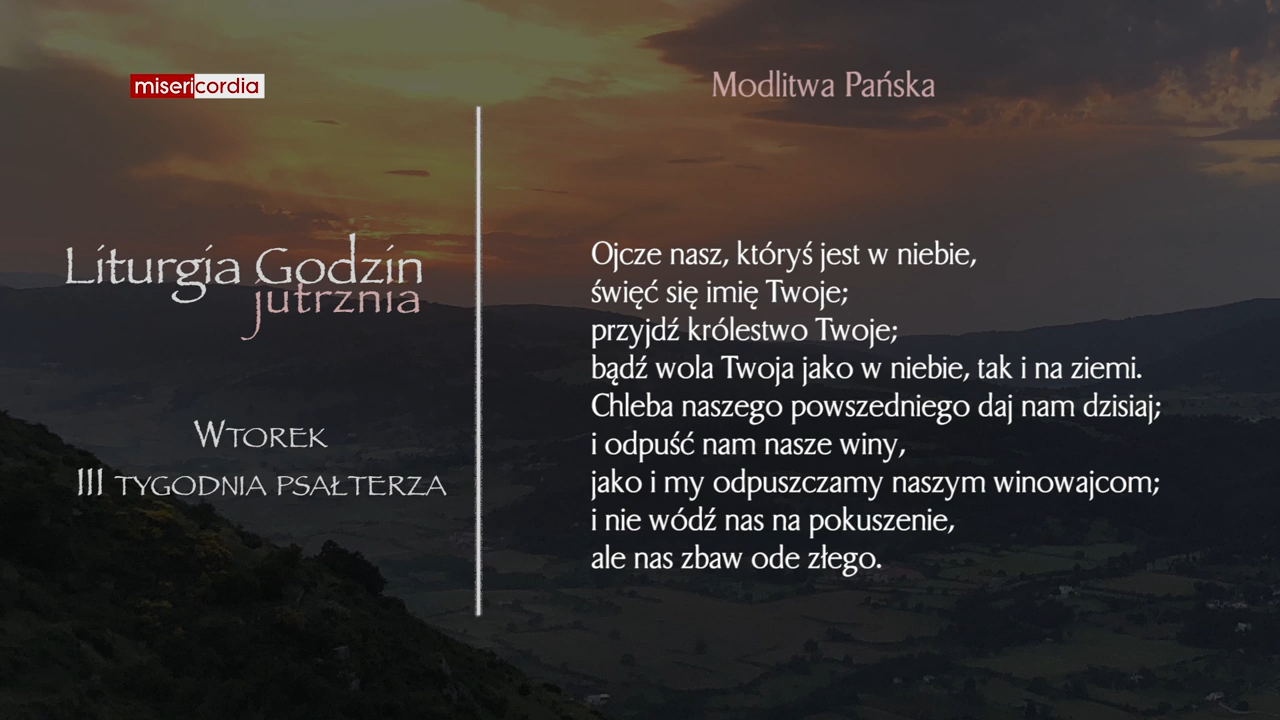 misericordia
Liturgia Godzin
jutrznia
Wtorek
III tygodnia psałterza
Modlitwa Pańska
Ojcze nasz, któryś jest w niebie,
święć się imię Twoje;
przyjdź królestwo Twoje;
bądź wola Twoja jako w niebie, tak i na ziemi.
Chleba naszego powszedniego daj nam dzisiaj;
i odpuść nam nasze winy,
jako i my odpuszczamy naszym winowajcom;
i nie wódź nas na pokuszenie,
ale nas zbaw ode złego.